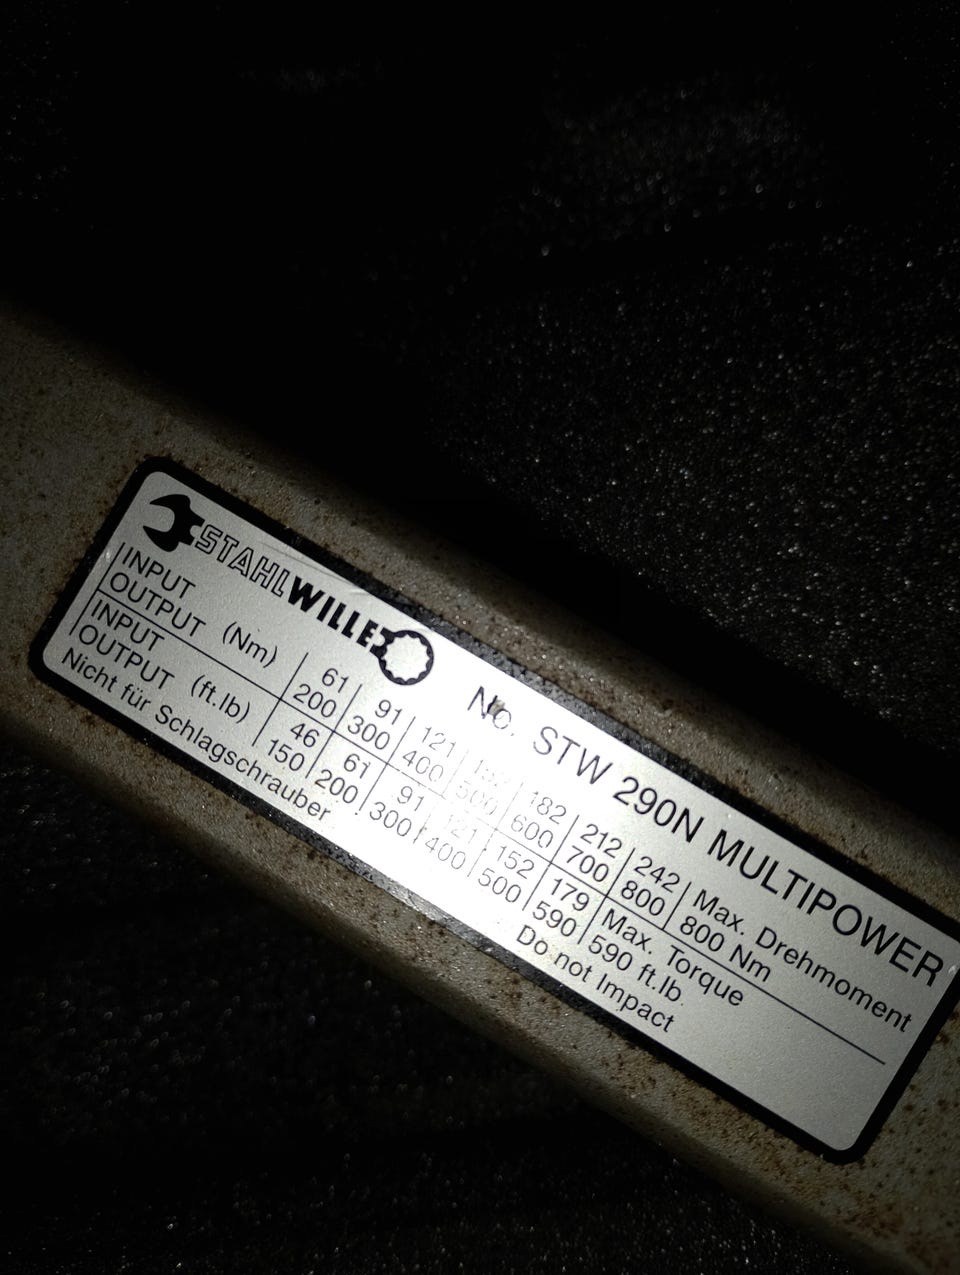 STAHLWILLE No. STW 290N MULTIPOWER
INPUT 61 91 121 152 182 212 242 Max. Drehmoment
OUTPUT (Nm) 200 300 400 500 600 700 800 800 Nm
INPUT 46 61 91 121 152 179 Max. Torque
OUTPUT (ft.lb) 150 200 300 400 500 590 590 ft.lb.
Nicht für Schlagschrauber Do not Impact